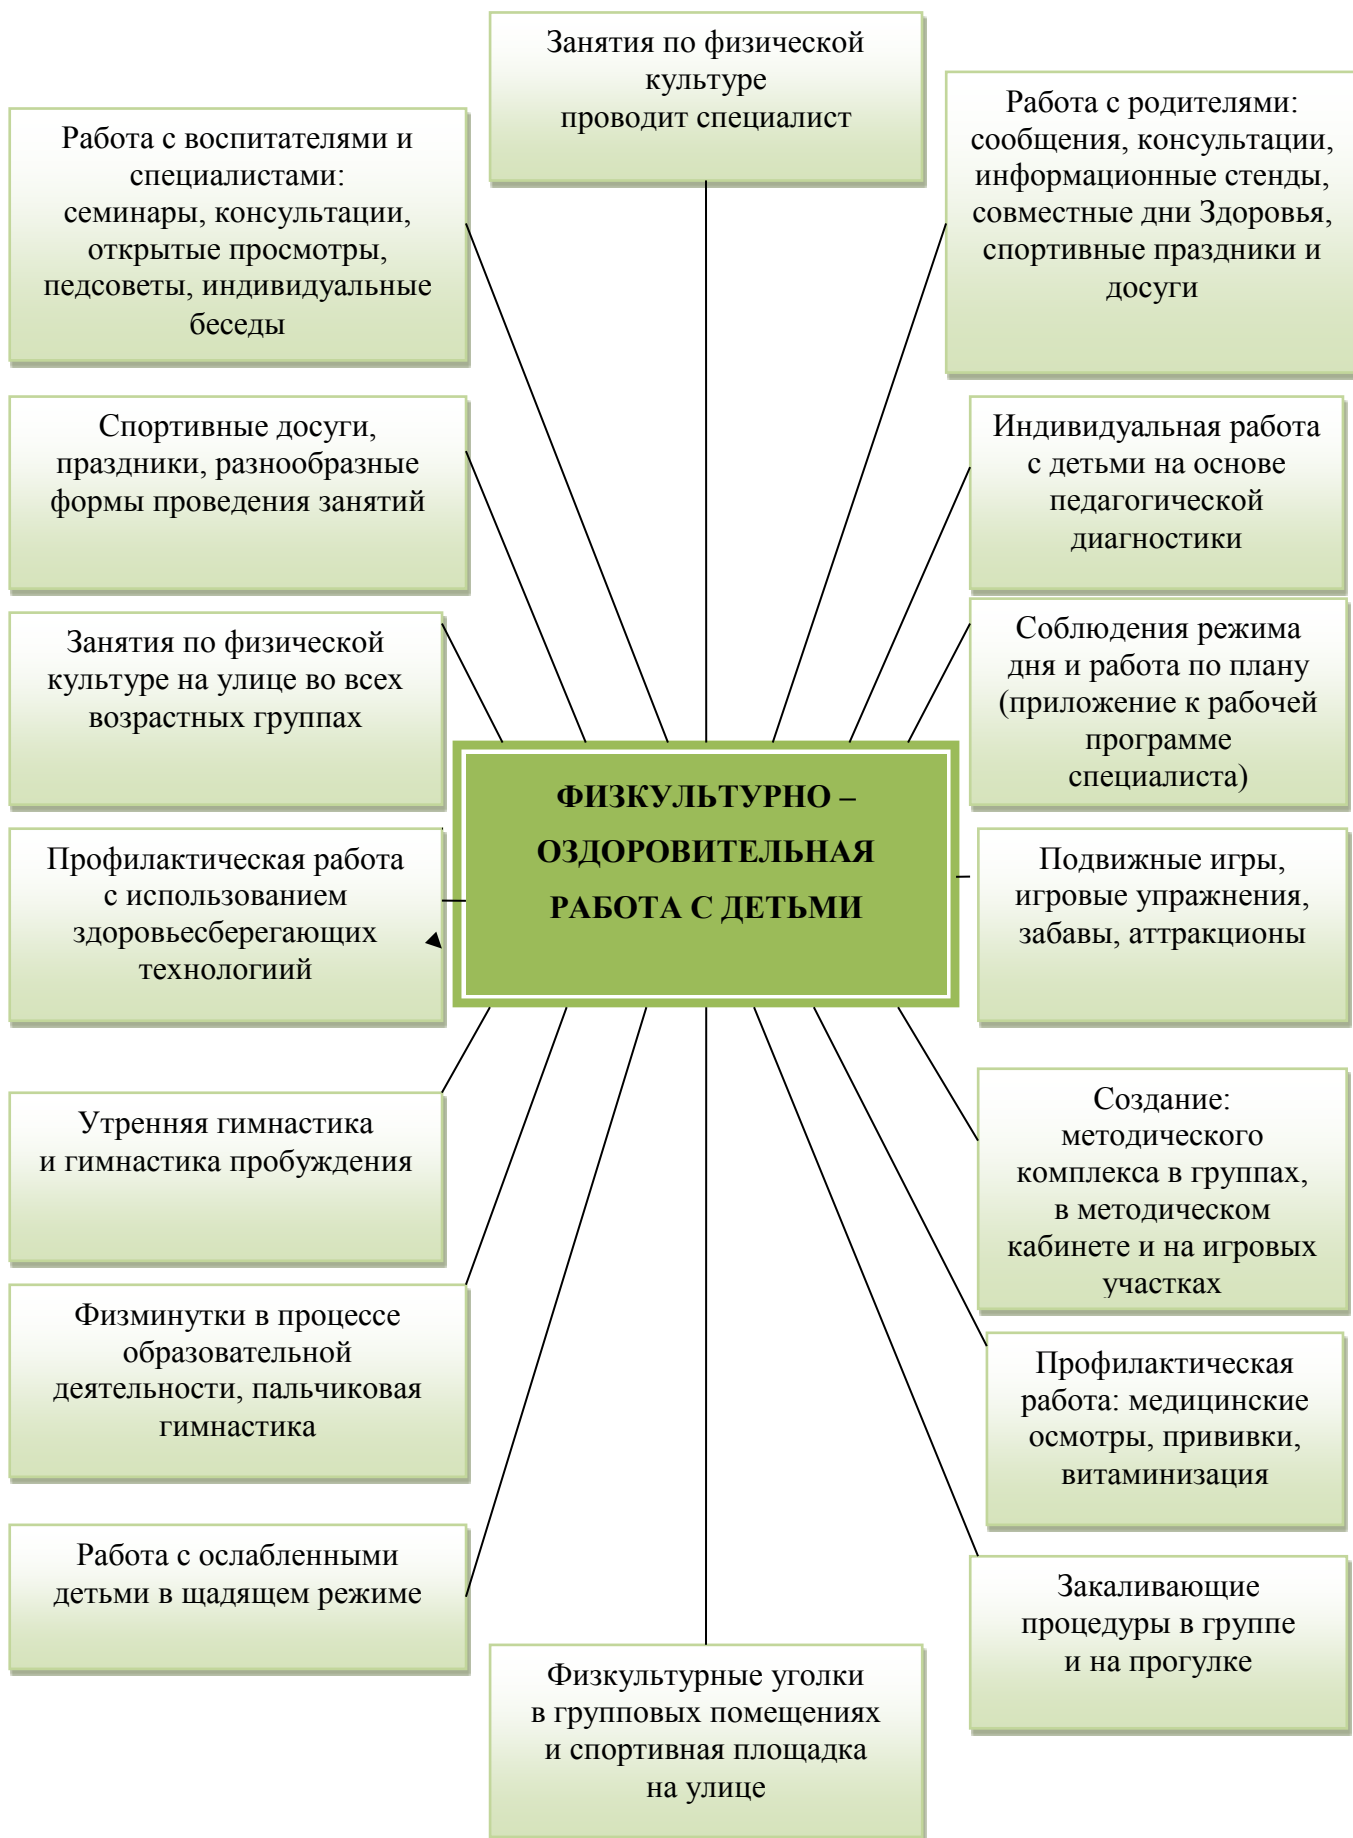 Занятия по физической
культуре
проводит специалист
Работа с воспитателями и
специалистами:
семинары, консультации,
открытые просмотры,
педсоветы, индивидуальные
беседы
Работа с родителями:
сообщения, консультации,
информационные стенды,
совместные дни Здоровья,
спортивные праздники и
досуги
Спортивные досуги,
праздники, разнообразные
формы проведения занятий
Индивидуальная работа
с детьми на основе
педагогической
диагностики
Занятия по физической
культуре на улице во всех
возрастных группах
Соблюдения режима
дня и работа по плану
(приложение к рабочей
программе
специалиста)
ФИЗКУЛЬТУРНО –
ОЗДОРОВИТЕЛЬНАЯ
РАБОТА С ДЕТЬМИ
Профилактическая работа
с использованием
здоровьесберегающих
технологиий
Подвижные игры,
игровые упражнения,
забавы, аттракционы
Утренняя гимнастика
и гимнастика пробуждения
Создание:
методического
комплекса в группах,
в методическом
кабинете и на игровых
участках
Физминутки в процессе
образовательной
деятельности, пальчиковая
гимнастика
Профилактическая
работа: медицинские
осмотры, прививки,
витаминизация
Работа с ослабленными
детьми в щадящем режиме
Закаливающие
процедуры в группе
и на прогулке
Физкультурные уголки
в групповых помещениях
и спортивная площадка
на улице